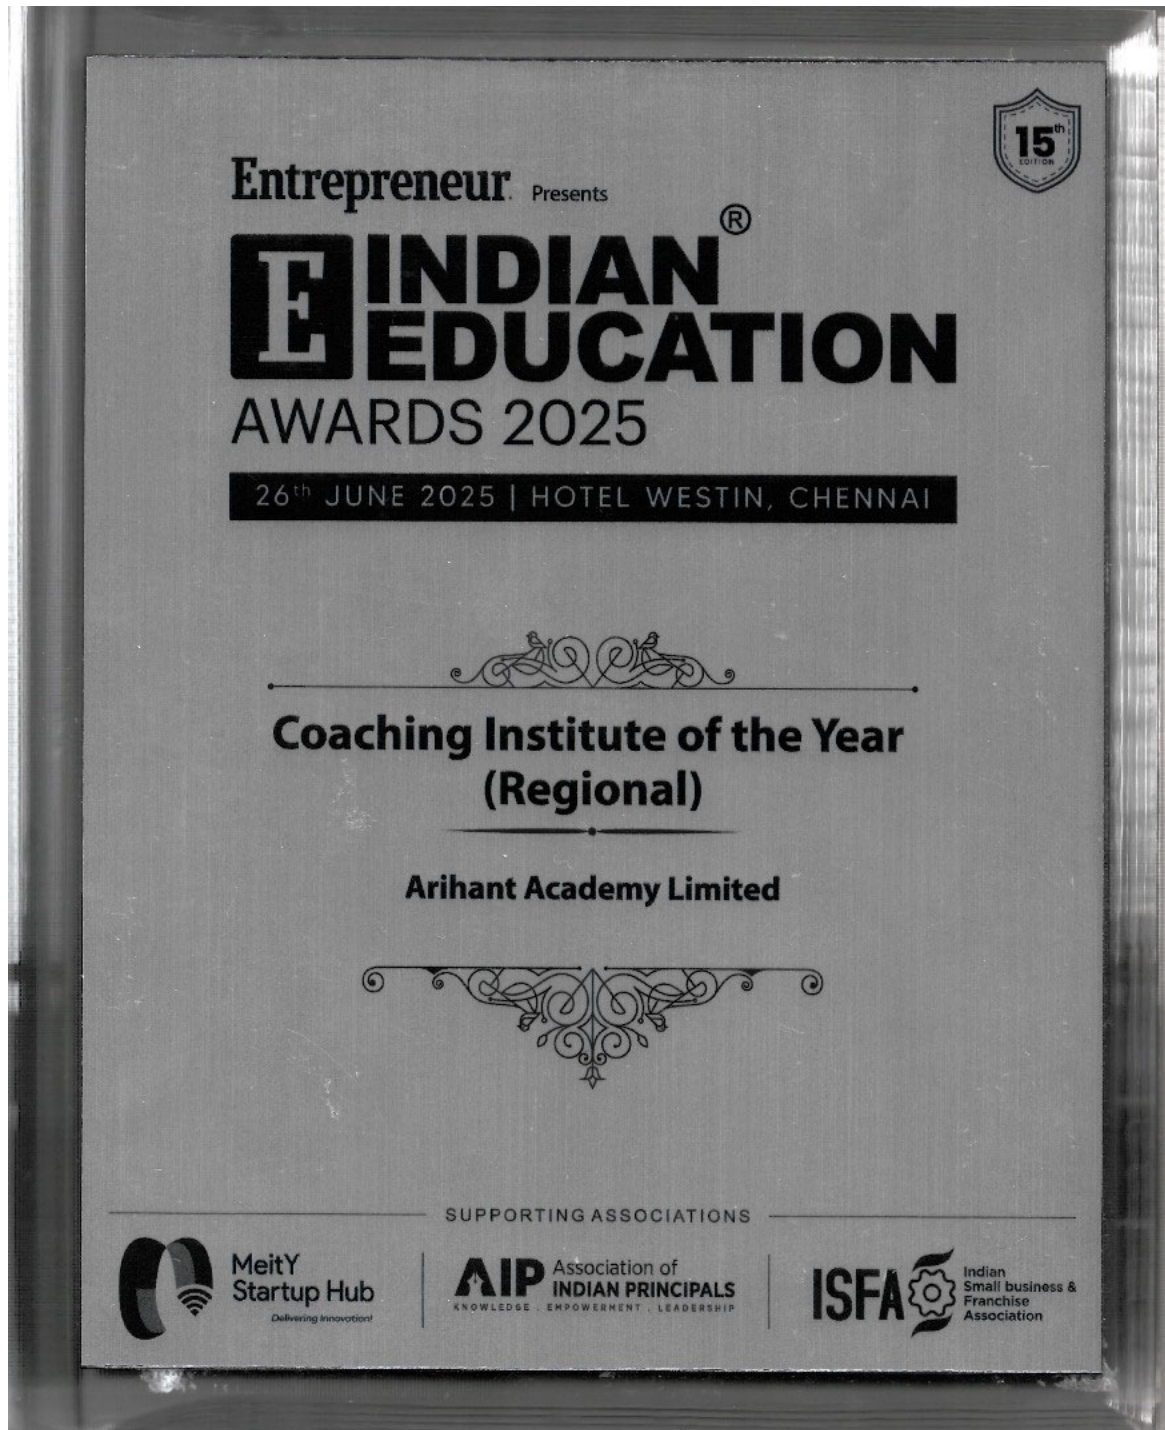 15th
EDITION
Entrepreneur Presents
E INDIAN®
EDUCATION
AWARDS 2025
26th JUNE 2025 | HOTEL WESTIN, CHENNAI
Coaching Institute of the Year
(Regional)
Arihant Academy Limited
SUPPORTING ASSOCIATIONS
MeitY
Startup Hub
Delivering Innovation!
AIP
Association of
INDIAN PRINCIPALS
KNOWLEDGE . EMPOWERMENT . LEADERSHIP
ISFA
Indian
Small business &
Franchise
Association